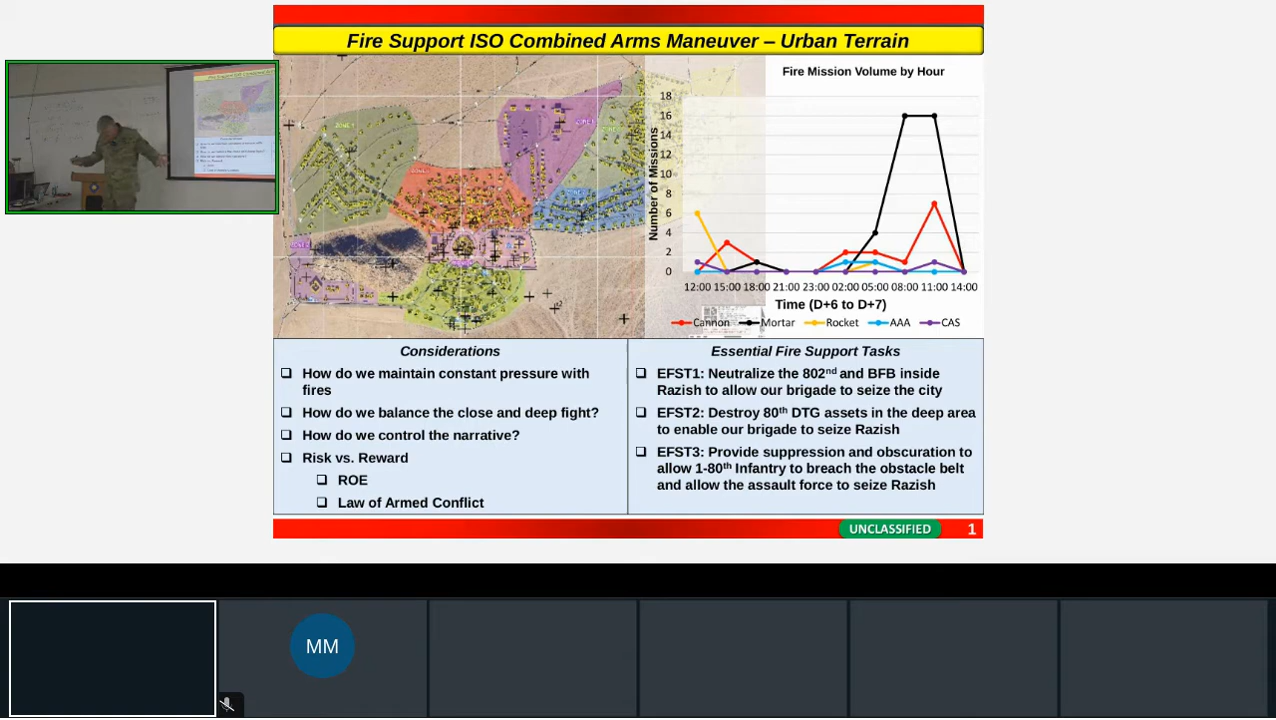 Fire Support ISO Combined Arms Maneuver – Urban Terrain
Fire Mission Volume by Hour
Number of Missions
18
16
14
12
10
8
6
4
2
0
12:00 15:00 18:00 21:00 23:00 02:00 05:00 08:00 11:00 14:00
Time (D+6 to D+7)
Cannon Mortar Rocket AAA CAS
Considerations
❑ How do we maintain constant pressure with
fires
❑ How do we balance the close and deep fight?
❑ How do we control the narrative?
❑ Risk vs. Reward
❑ ROE
❑ Law of Armed Conflict
Essential Fire Support Tasks
❑ EFST1: Neutralize the 802nd and BFB inside
Razish to allow our brigade to seize the city
❑ EFST2: Destroy 80th DTG assets in the deep area
to enable our brigade to seize Razish
❑ EFST3: Provide suppression and obscuration to
allow 1-80th Infantry to breach the obstacle belt
and allow the assault force to seize Razish
UNCLASSIFIED 1
MM